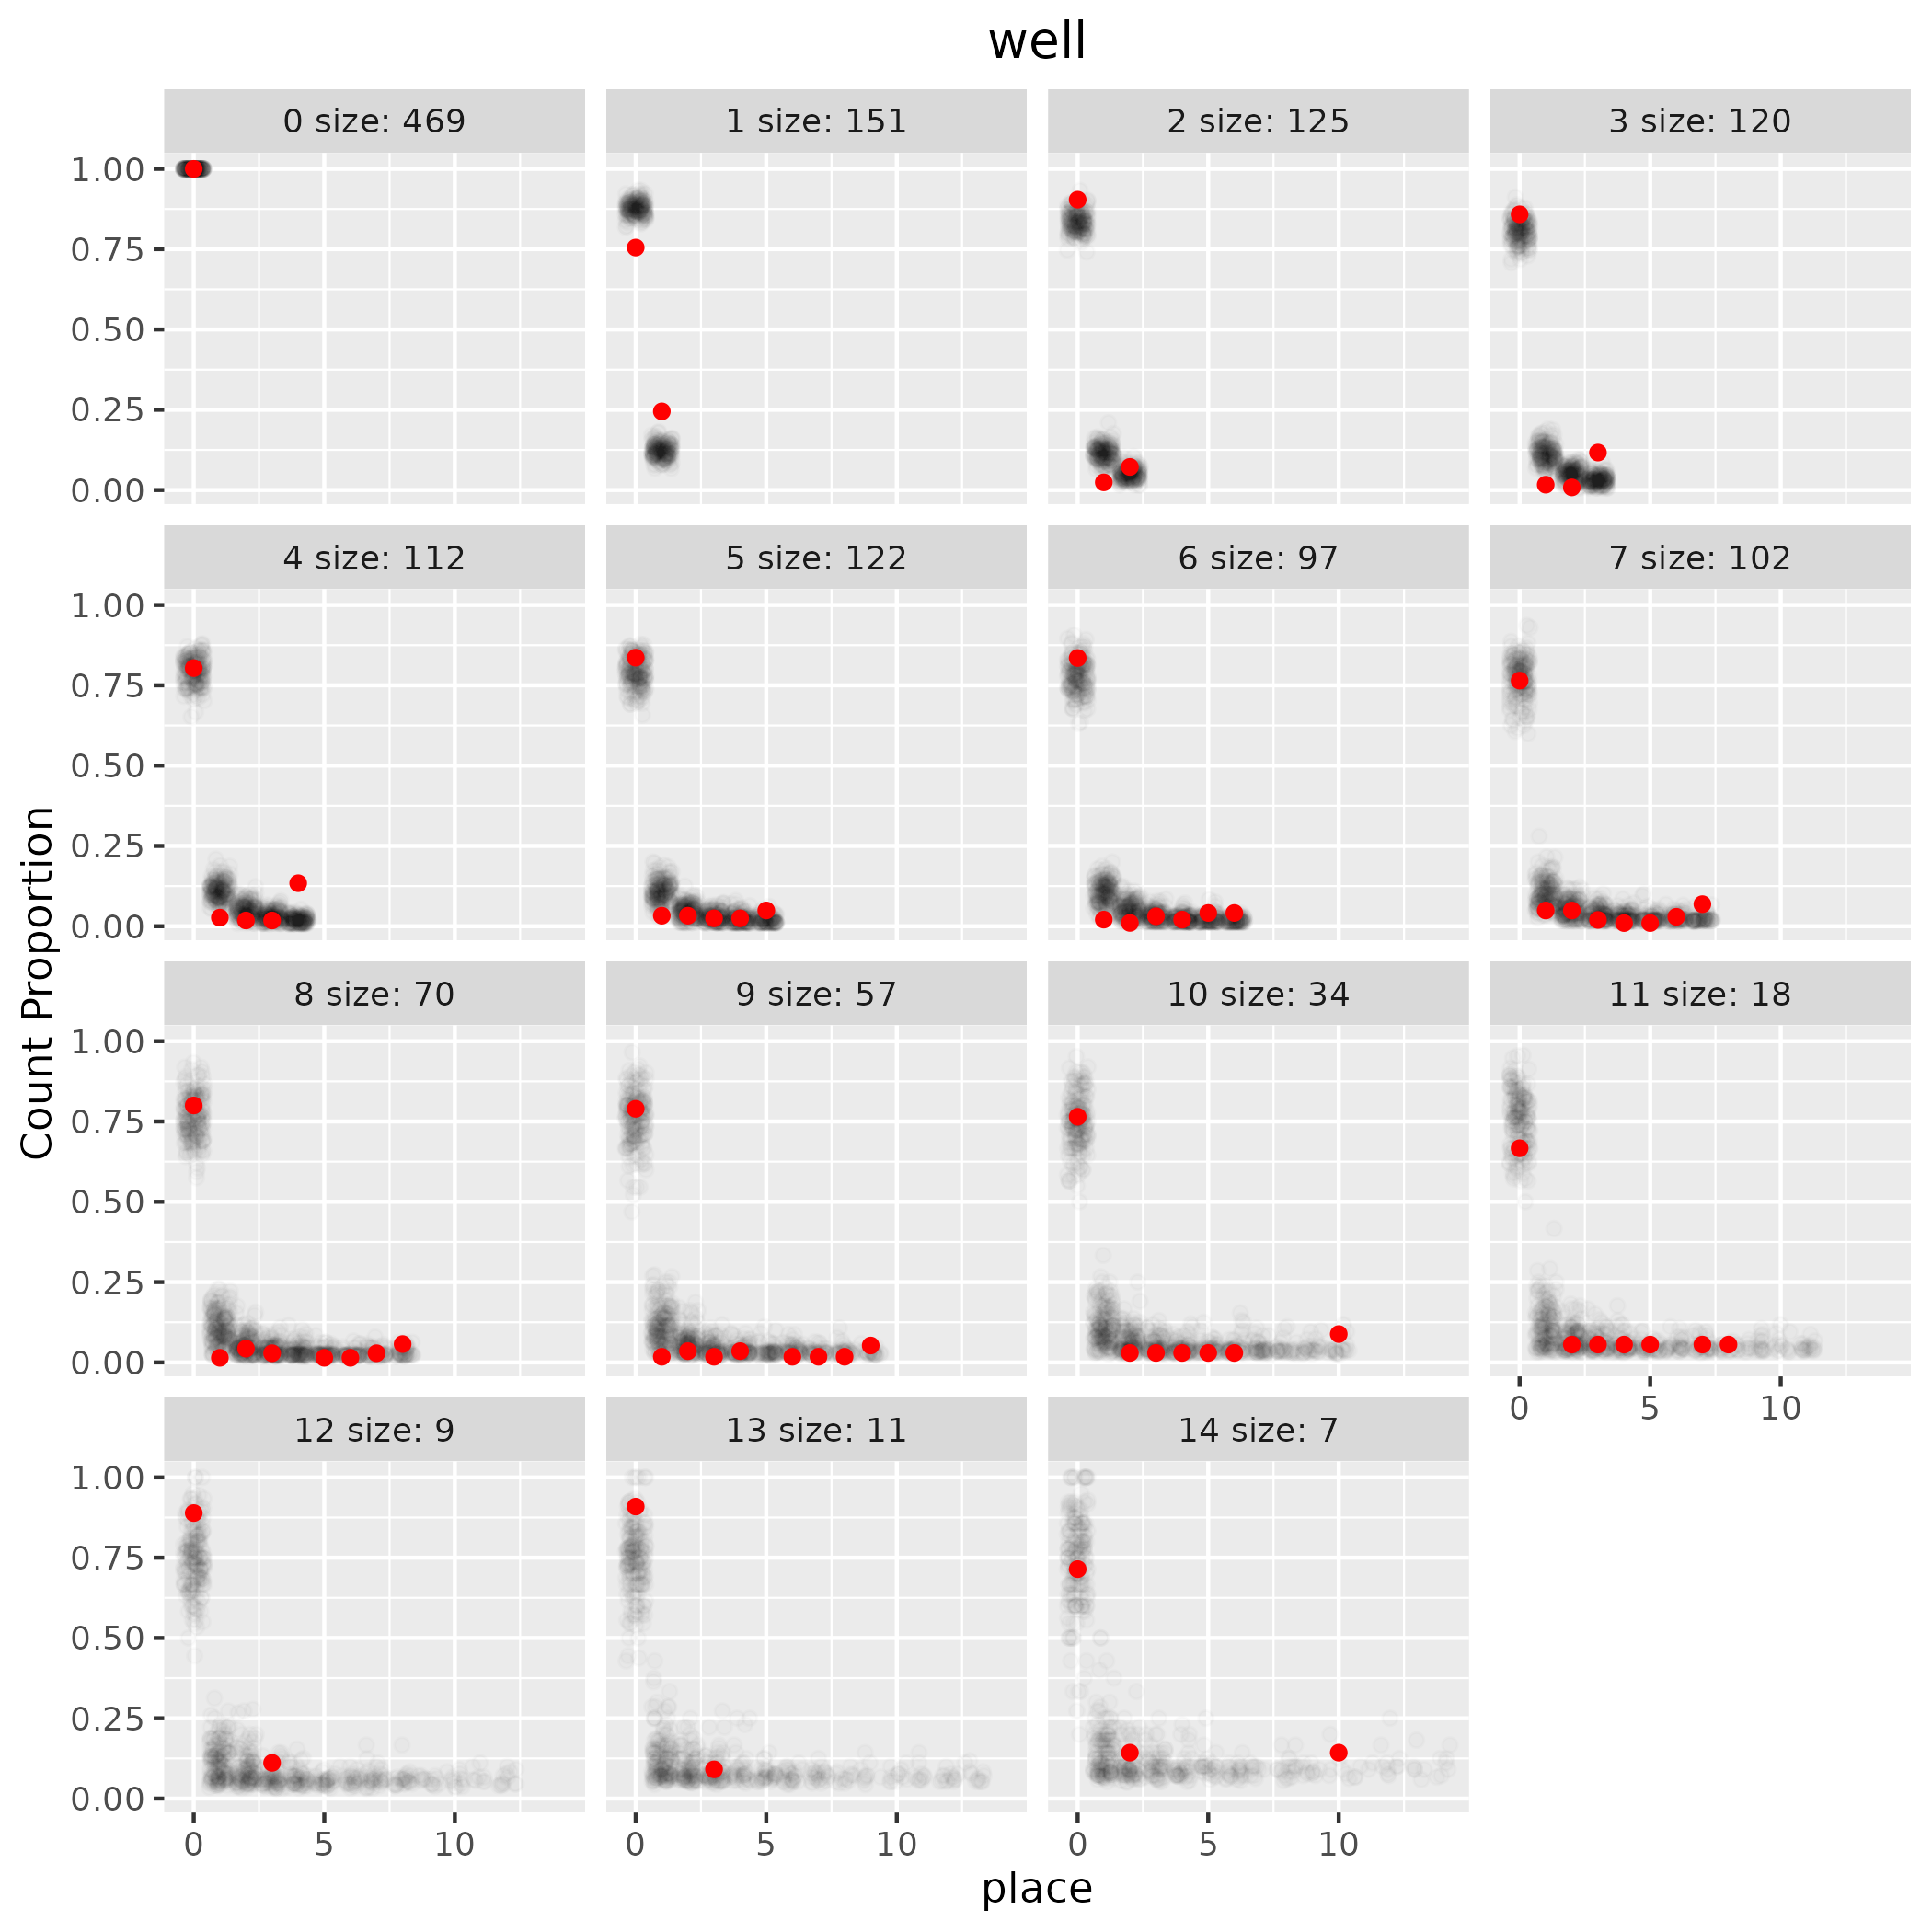 well
0 size: 469
1 size: 151
2 size: 125
3 size: 120
1.00
0.75
0.50
0.25
0.00
4 size: 112
5 size: 122
6 size: 97
7 size: 102
1.00
0.75
0.50
0.25
0.00
Count Proportion
8 size: 70
9 size: 57
10 size: 34
11 size: 18
1.00
0.75
0.50
0.25
0.00
0 5 10
12 size: 9
13 size: 11
14 size: 7
1.00
0.75
0.50
0.25
0.00
0 5 10
0 5 10
0 5 10
place